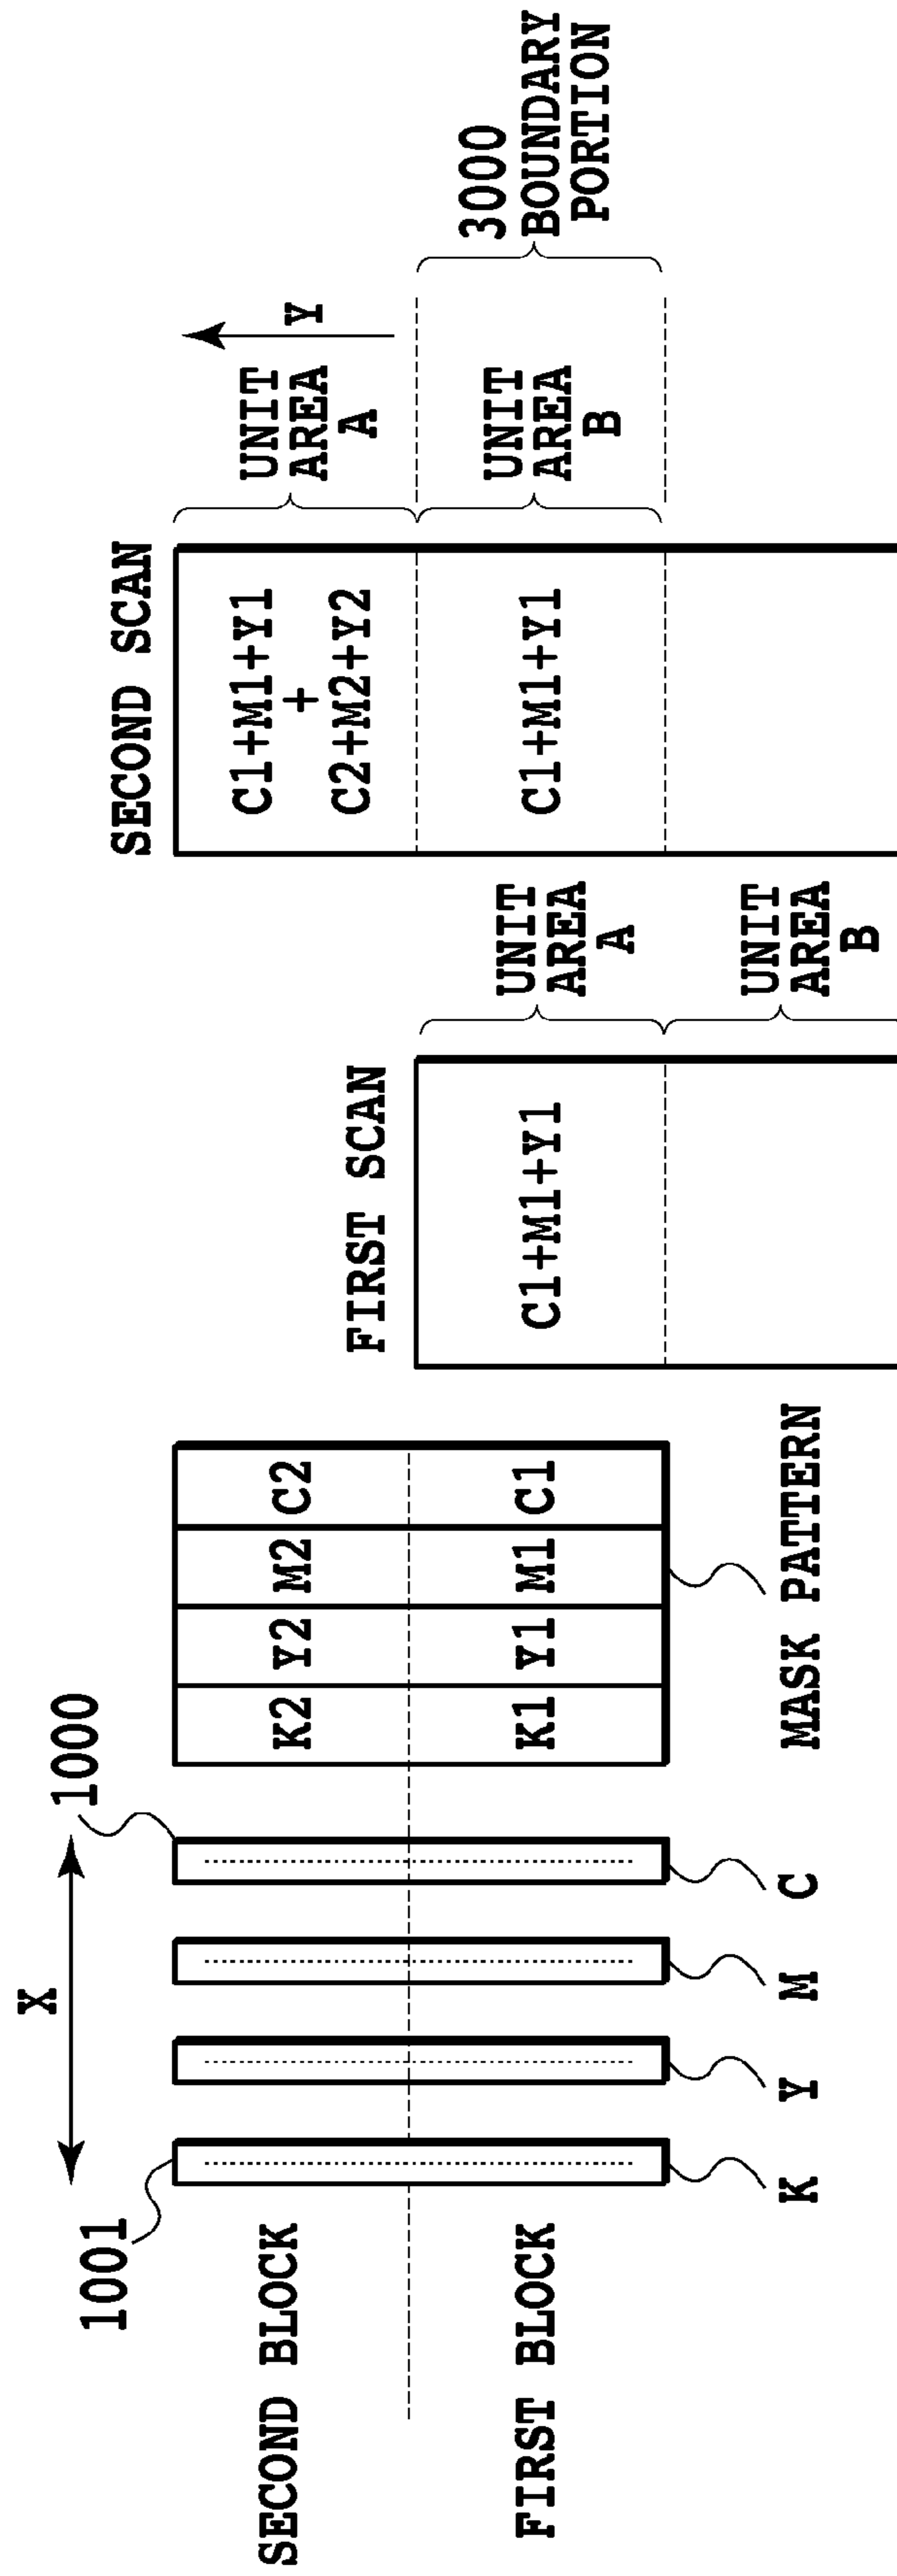 X
1001
1000
SECOND BLOCK
FIRST BLOCK
K
Y
M
C
K2
Y2
M2
C2
K1
Y1
M1
C1
MASK PATTERN
FIRST SCAN
C1+M1+Y1
UNIT
AREA
A
UNIT
AREA
B
SECOND SCAN
C1+M1+Y1
+
C2+M2+Y2
C1+M1+Y1
UNIT
AREA
A
UNIT
AREA
B
Y
3000
BOUNDARY
PORTION